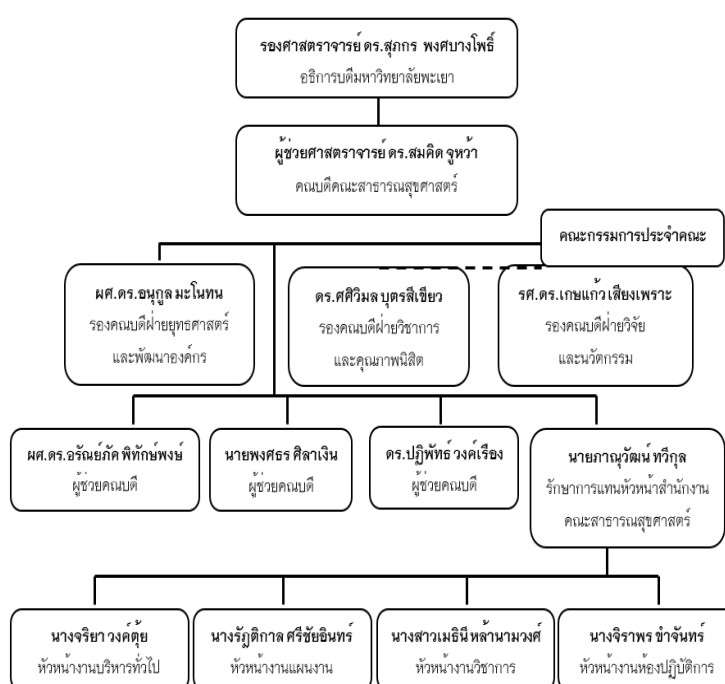 รองศาสตราจารย์ ดร.สุภกร พงศบางโพธิ์
อธิการบดีมหาวิทยาลัยพะเยา
ผู้ช่วยศาสตราจารย์ ดร.สมคิด จูหว้า
คณบดีคณะสาธารณสุขศาสตร์
คณะกรรมการประจำคณะ
ผศ.ดร.อนุกูล มะโนทน
รองคณบดีฝ่ายยุทธศาสตร์
และพัฒนาองค์กร
ดร.ศศิวิมล บุตรสีเขียว
รองคณบดีฝ่ายวิชาการ
และคุณภาพนิสิต
รศ.ดร.เกษแก้ว เสียงเพราะ
รองคณบดีฝ่ายวิจัย
และนวัตกรรม
ผศ.ดร.อรัณย์ภัค พิทักษ์พงษ์
ผู้ช่วยคณบดี
นายพงศธร ศิลาเงิน
ผู้ช่วยคณบดี
ดร.ปฏิพัทธ์ วงค์เรือง
ผู้ช่วยคณบดี
นายภาณุวัฒน์ ทวีกุล
รักษาการแทนหัวหน้าสำนักงาน
คณะสาธารณสุขศาสตร์
นางจริยา วงค์ตุ้ย
หัวหน้างานบริหารทั่วไป
นางรัฎติกาล ศรีชัยอินทร์
หัวหน้างานแผนงาน
นางสาวเมธินี หล้านามวงศ์
หัวหน้างานวิชาการ
นางจิราพร ขำจันทร์
หัวหน้างานห้องปฏิบัติการ